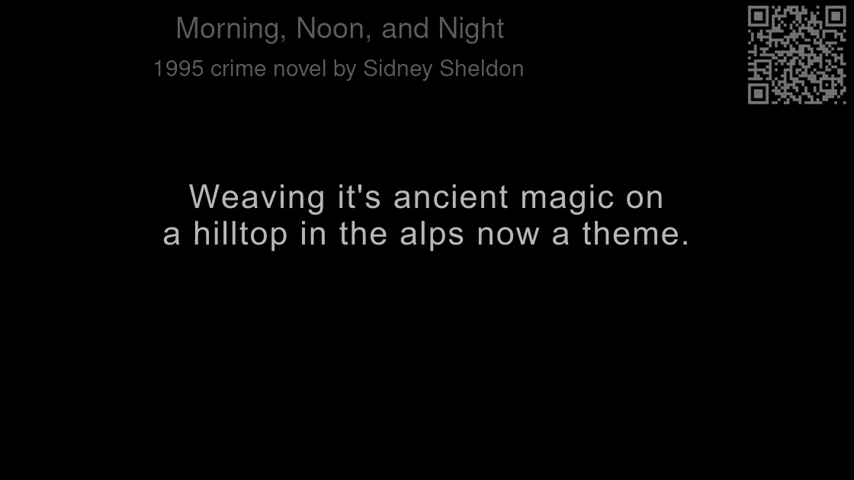 Morning, Noon, and Night
1995 crime novel by Sidney Sheldon
Weaving it's ancient magic on
a hilltop in the alps now a theme.